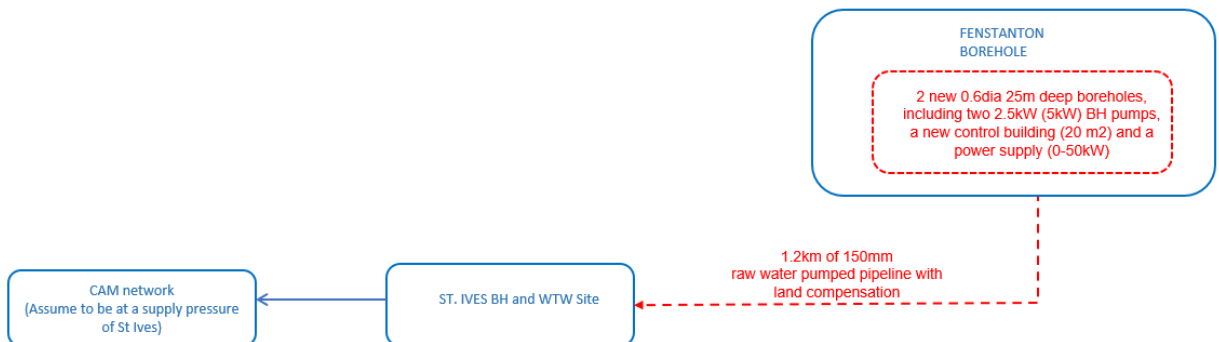 FENSTANTON
BOREHOLE
2 new 0.6dia 25m deep boreholes,
including two 2.5kW (5kW) BH pumps,
a new control building (20 m2) and a
power supply (0-50kW)
1.2km of 150mm
raw water pumped pipeline with
land compensation
CAM network
(Assume to be at a supply pressure
of St Ives)
ST. IVES BH and WTW Site